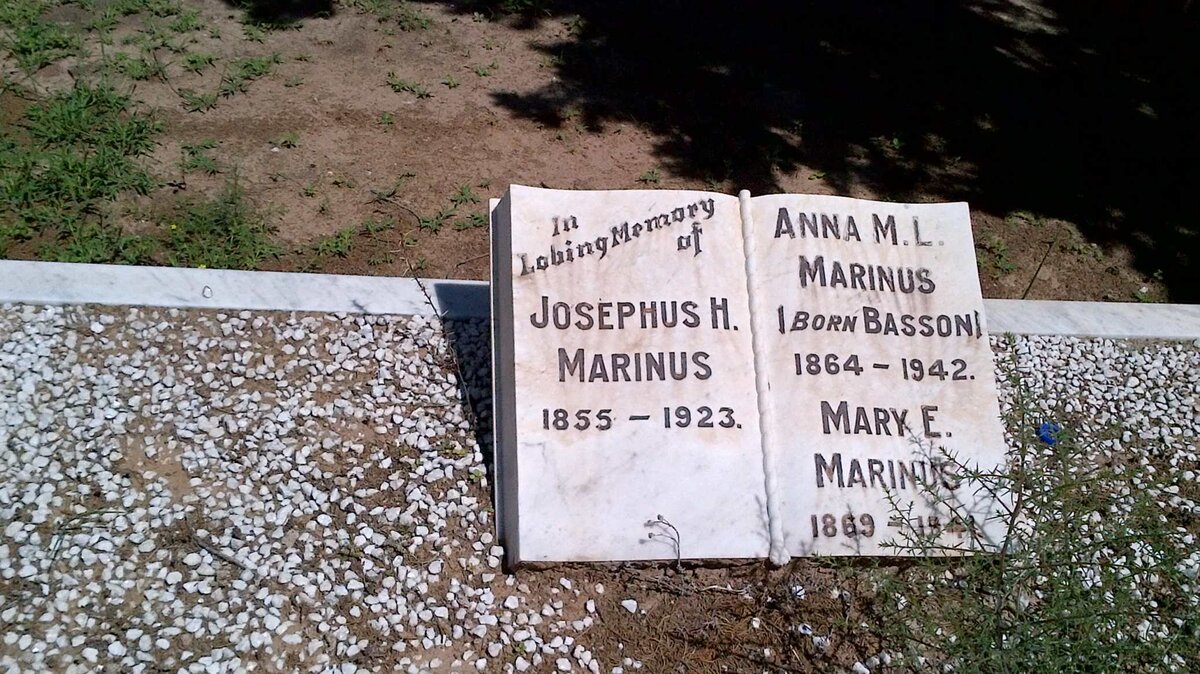 In
Loving Memory
of
JOSEPHUS H.
MARINUS
1855 – 1923.
ANNA M. L.
MARINUS
(BORN BASSON)
1864 – 1942.
MARY E.
MARINUS
1869 –